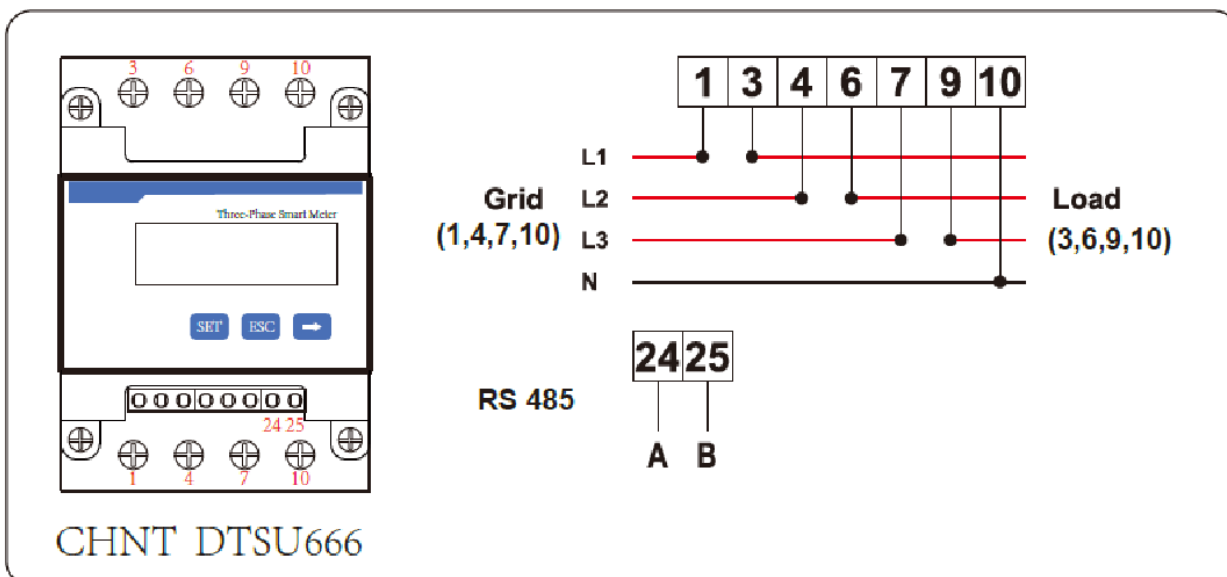 3 6 9 10
Three-Phase Smart Meter
SET ESC
24 25
1 4 7 10
CHNT DTSU666
1 3 4 6 7 9 10
L1
Grid L2 Load
(1,4,7,10) L3 (3,6,9,10)
N
24 25
RS 485
A B